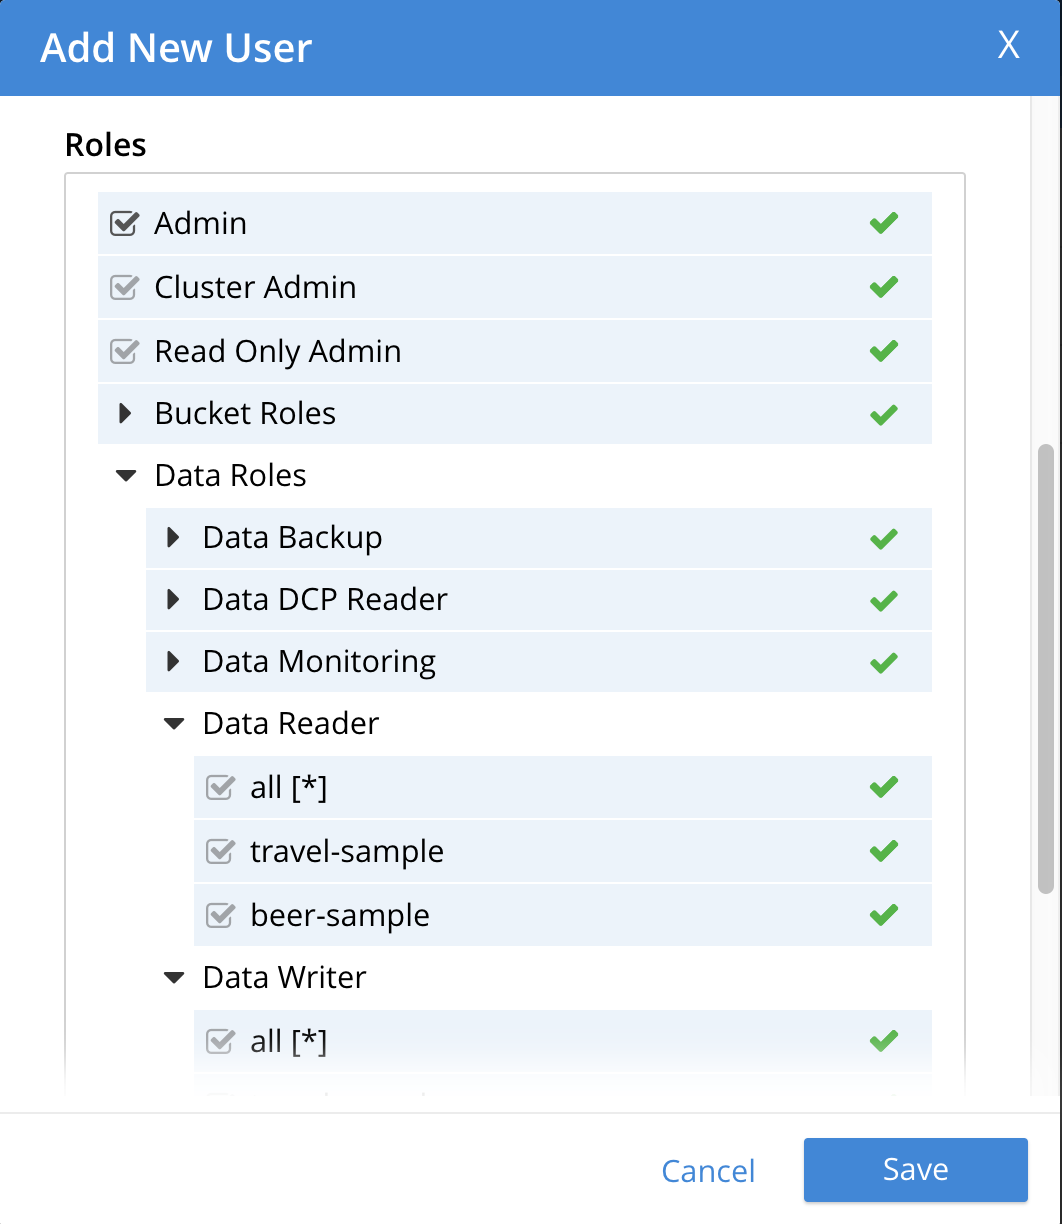 Add New User
X
Roles
Admin
Cluster Admin
Read Only Admin
Bucket Roles
Data Roles
Data Backup
Data DCP Reader
Data Monitoring
Data Reader
all [*]
travel-sample
beer-sample
Data Writer
all [*]
Cancel
Save